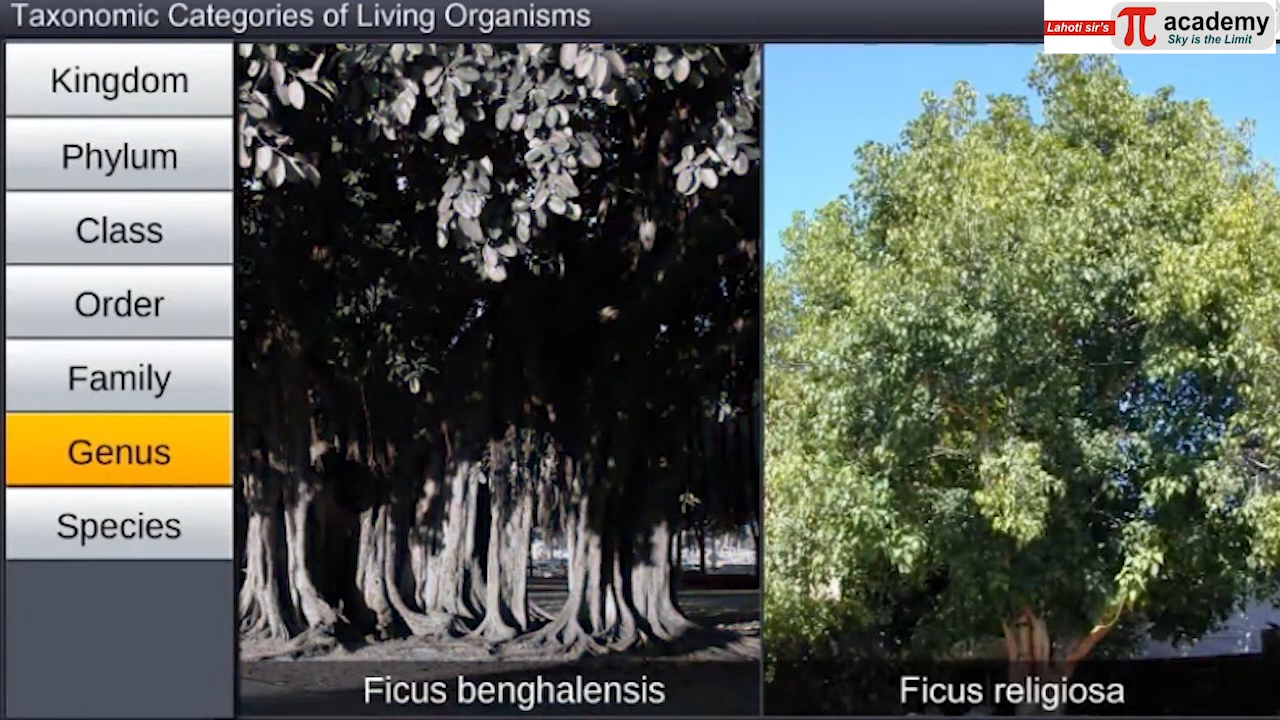 Taxonomic Categories of Living Organisms
Lahoti sir's π academy
Sky is the Limit
Kingdom
Phylum
Class
Order
Family
Genus
Species
Ficus benghalensis
Ficus religiosa